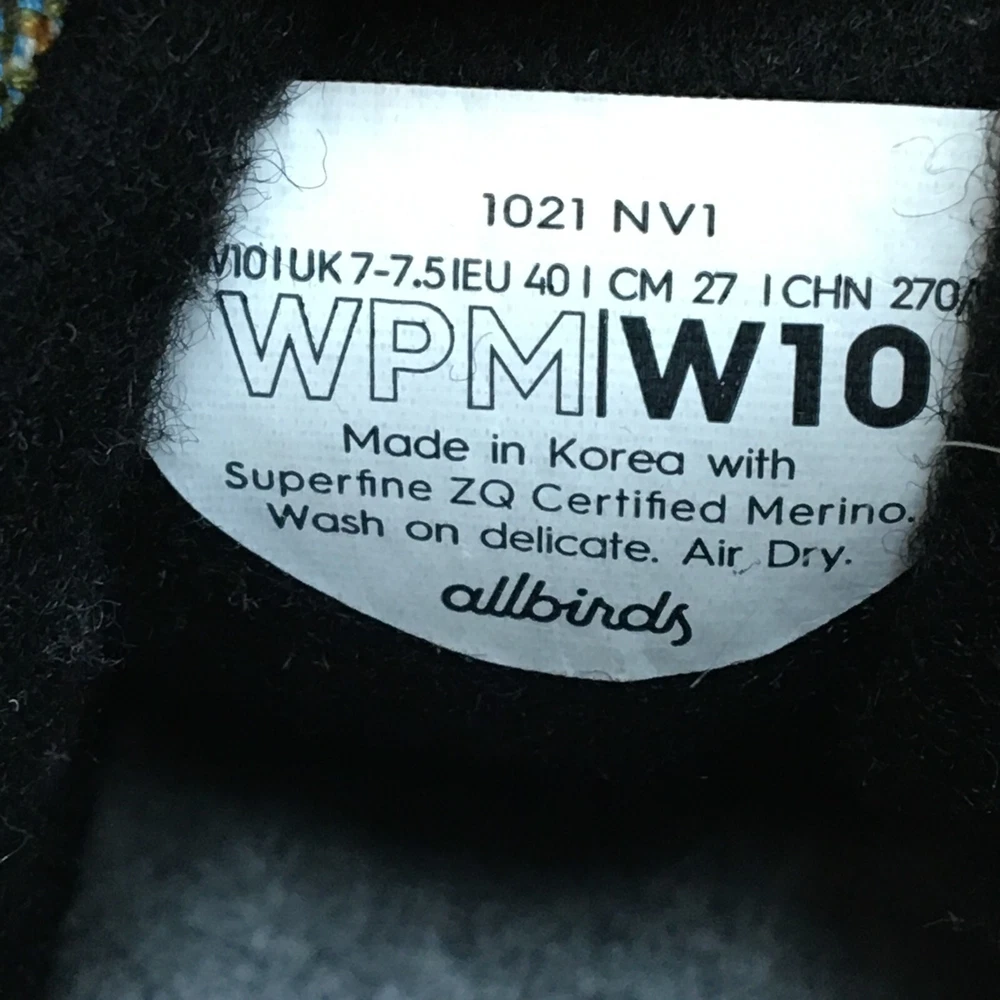 1021 NV1
W10 | UK 7-7.5 | EU 40 | CM 27 | CHN 270/
WPM | W10
Made in Korea with
Superfine ZQ Certified Merino.
Wash on delicate. Air Dry.
allbirds